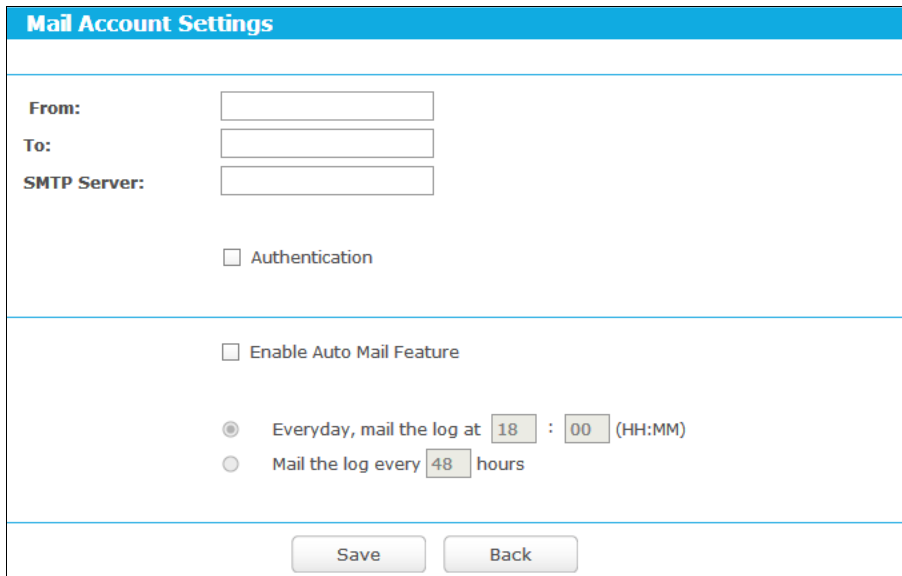 Mail Account Settings
From:
To:
SMTP Server:
Authentication
Enable Auto Mail Feature
Everyday, mail the log at 18 : 00 (HH:MM)
Mail the log every 48 hours
Save Back